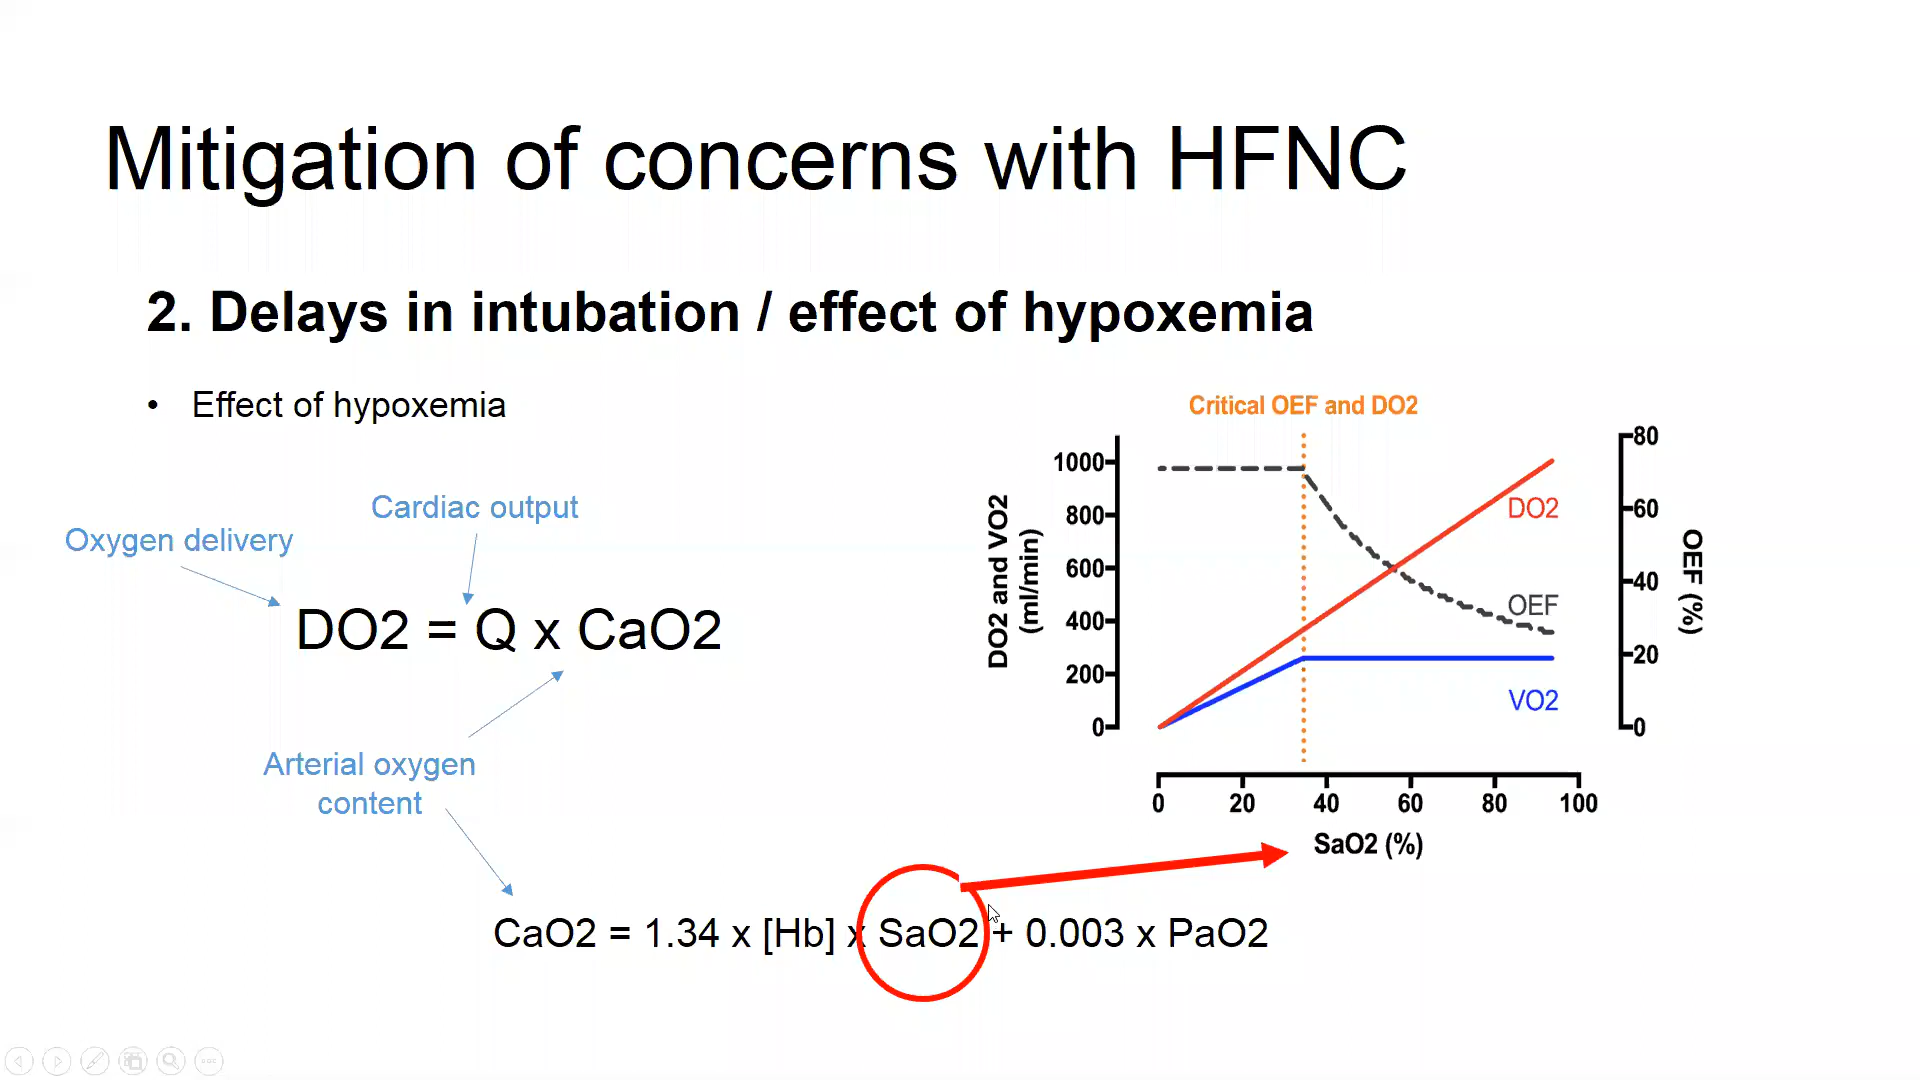 Mitigation of concerns with HFNC
2. Delays in intubation / effect of hypoxemia
• Effect of hypoxemia
Cardiac output
Oxygen delivery
DO2 = Q x CaO2
Arterial oxygen
content
CaO2 = 1.34 x [Hb] x SaO2 + 0.003 x PaO2
Critical OEF and DO2
DO2 and VO2
(ml/min)
1000
800
600
400
200
0
DO2
OEF
VO2
80
60
40
20
0
OEF (%)
0 20 40 60 80 100
SaO2 (%)